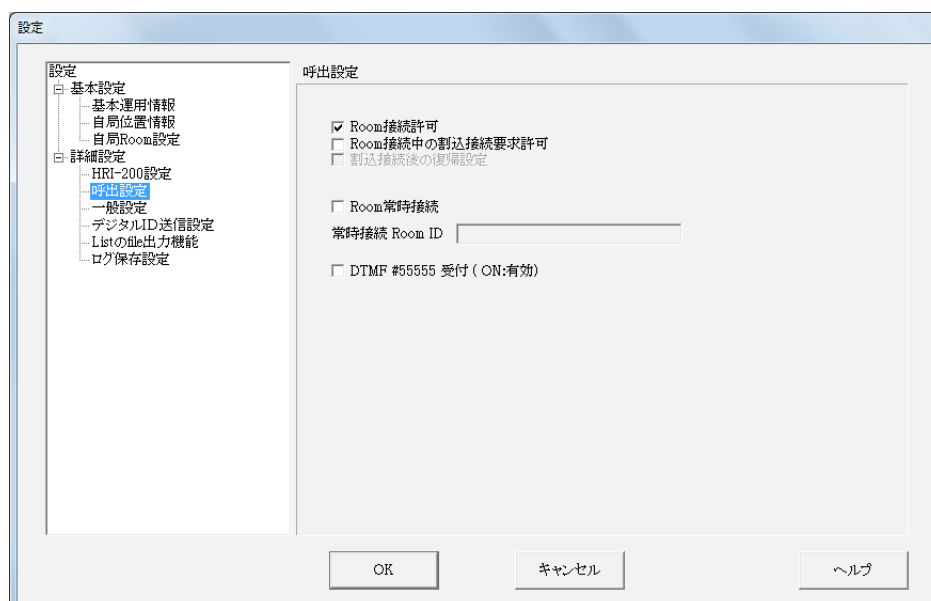 設定
設定
基本設定
基本運用情報
自局位置情報
自局Room設定
詳細設定
HRI-200設定
呼出設定
一般設定
デジタルID送信設定
Listのfile出力機能
ログ保存設定
呼出設定
Room接続許可
Room接続中の割込接続要求許可
割込接続後の復帰設定
Room常時接続
常時接続 Room ID
DTMF #55555 受付 ( ON:有効)
OK
キャンセル
ヘルプ